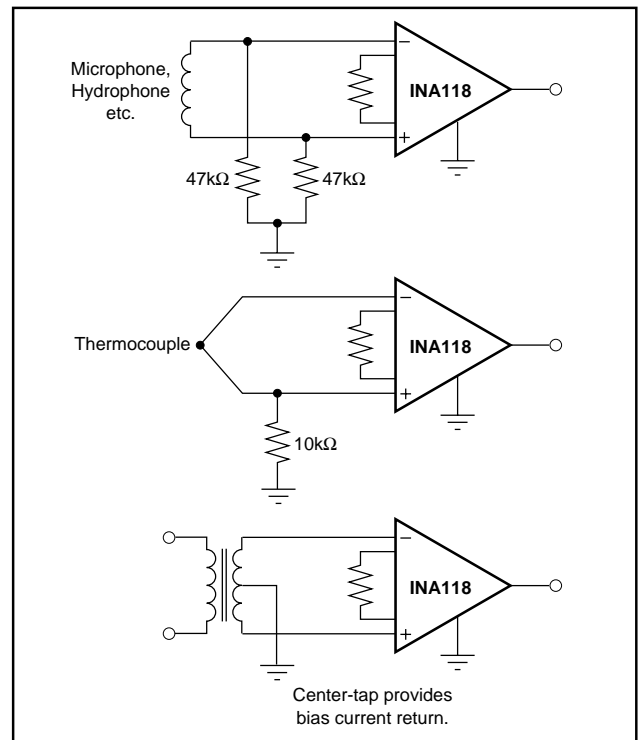 Microphone,
Hydrophone
etc.
−
INA118
+
47kΩ
47kΩ
−
Thermocouple
INA118
+
10kΩ
−
INA118
+
Center-tap provides
bias current return.